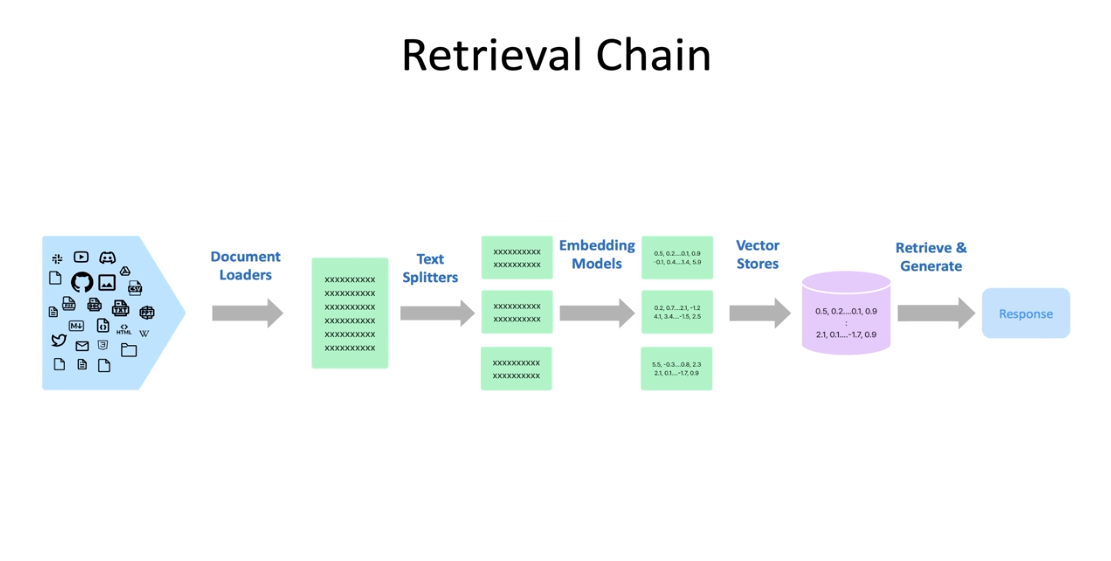 Retrieval Chain
Document
Loaders
Text
Splitters
Embedding
Models
Vector
Stores
Retrieve &
Generate
CSV
TXT
M↓
HTML
W
XXXXXXXXXX
XXXXXXXXXX
XXXXXXXXXX
XXXXXXXXXX
XXXXXXXXXX
XXXXXXXXXX
XXXXXXXXXX
XXXXXXXXXX
XXXXXXXXXX
XXXXXXXXXX
XXXXXXXXXX
XXXXXXXXXX
0.5, 0.2....0.1, 0.9
-0.1, 0.4....1.4, 5.9
0.2, 0.7....2.1, -1.2
4.1, 3.4....-1.5, 2.5
5.5, -0.3....0.8, 2.3
2.1, 0.1....-1.7, 0.9
0.5, 0.2....0.1, 0.9
:
2.1, 0.1....-1.7, 0.9
Response